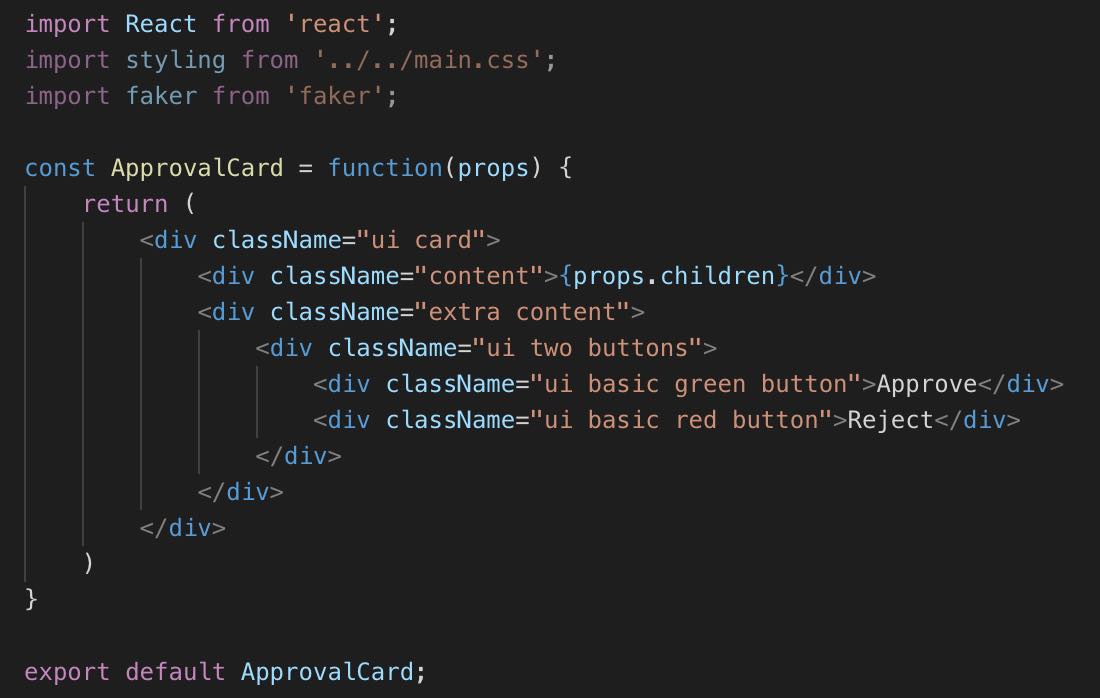 import React from 'react';
import styling from '../../main.css';
import faker from 'faker';

const ApprovalCard = function(props) {
    return (
        <div className="ui card">
            <div className="content">{props.children}</div>
            <div className="extra content">
                <div className="ui two buttons">
                    <div className="ui basic green button">Approve</div>
                    <div className="ui basic red button">Reject</div>
                </div>
            </div>
        </div>
    )
}

export default ApprovalCard;